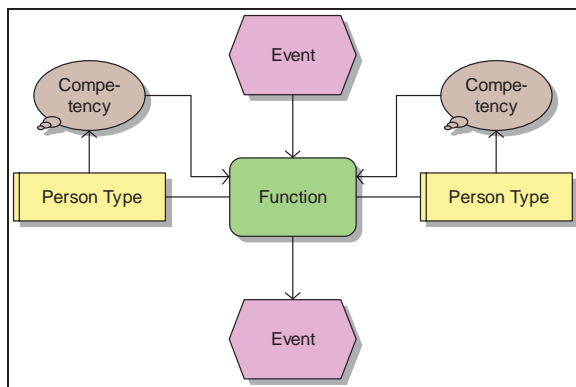 Event
Compe-
tency
Compe-
tency
Person Type
Function
Person Type
Event